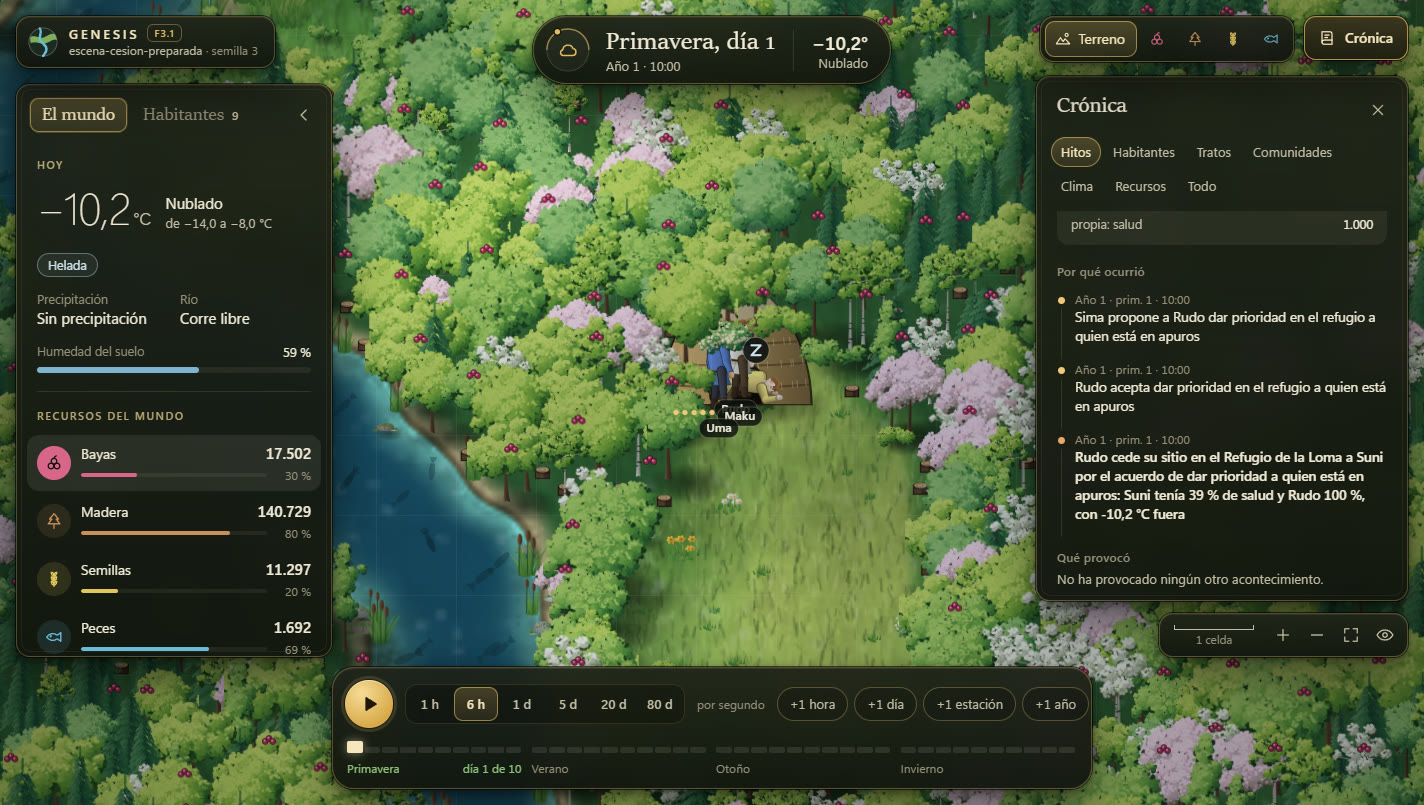 GENESIS F3.1
escena-cesion-preparada · semilla 3
Primavera, día 1
Año 1 · 10:00
−10,2°
Nublado
Terreno
Crónica
El mundo
Habitantes 9
HOY
−10,2 °C
Nublado
de −14,0 a −8,0 °C
Helada
Precipitación
Río
Sin precipitación
Corre libre
Humedad del suelo
59 %
RECURSOS DEL MUNDO
Bayas
17.502
30 %
Madera
140.729
80 %
Semillas
11.297
20 %
Peces
1.692
69 %
Z
Maku
Uma
Crónica
Hitos
Habitantes
Tratos
Comunidades
Clima
Recursos
Todo
propia: salud
1.000
Por qué ocurrió
Año 1 · prim. 1 · 10:00
Sima propone a Rudo dar prioridad en el refugio a
quien está en apuros
Año 1 · prim. 1 · 10:00
Rudo acepta dar prioridad en el refugio a quien está
en apuros
Año 1 · prim. 1 · 10:00
Rudo cede su sitio en el Refugio de la Loma a Suni
por el acuerdo de dar prioridad a quien está en
apuros: Suni tenía 39 % de salud y Rudo 100 %,
con -10,2 °C fuera
Qué provocó
No ha provocado ningún otro acontecimiento.
1 celda
1 h
6 h
1 d
5 d
20 d
80 d
por segundo
+1 hora
+1 día
+1 estación
+1 año
Primavera
día 1 de 10
Verano
Otoño
Invierno